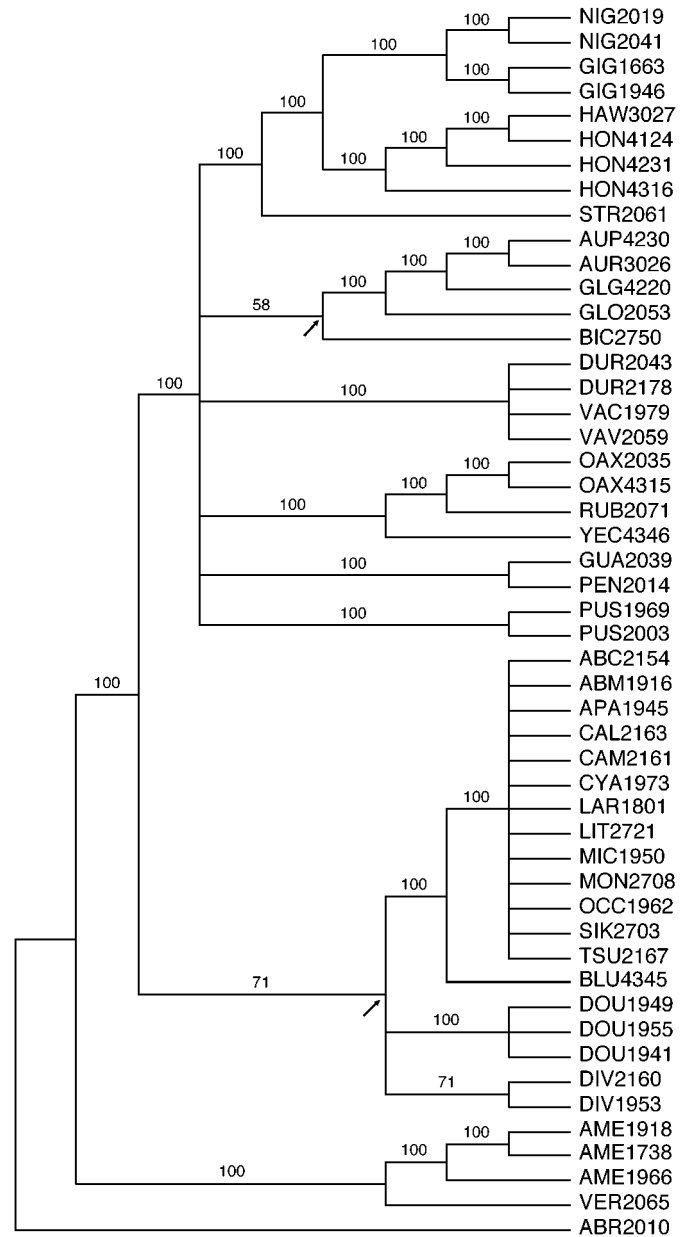 100 NIG2019
100 NIG2041
100 GIG1663
GIG1946
100 100 HAW3027
100 HON4124
100 100 HON4231
HON4316
STR2061
100 AUP4230
100 AUR3026
100 GLG4220
58 GLO2053
BIC2750
DUR2043
100 100 DUR2178
VAC1979
VAV2059
100 OAX2035
100 OAX4315
100 RUB2071
YEC4346
100 GUA2039
PEN2014
100 PUS1969
PUS2003
100 ABC2154
ABM1916
APA1945
CAL2163
CAM2161
CYA1973
100 LAR1801
LIT2721
MIC1950
100 MON2708
OCC1962
SIK2703
TSU2167
71 BLU4345
DOU1949
100 DOU1955
DOU1941
71 DIV2160
DIV1953
100 AME1918
100 AME1738
100 AME1966
VER2065
ABR2010